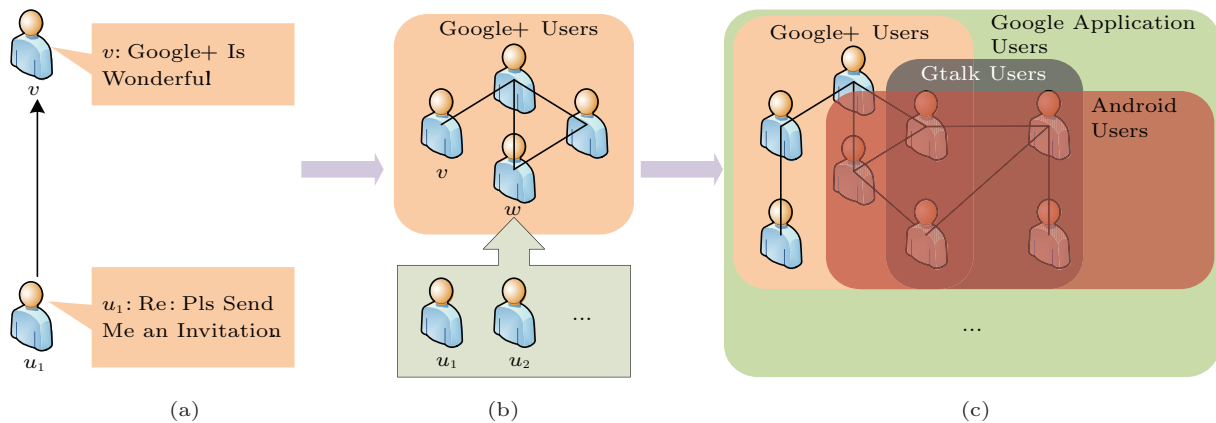 v: Google+ Is
Wonderful
v
u1: Re: Pls Send
Me an Invitation
u1
(a)
Google+ Users
v
w
u1
u2
...
(b)
Google Application
Users
Google+ Users
Gtalk Users
Android
Users
...
(c)